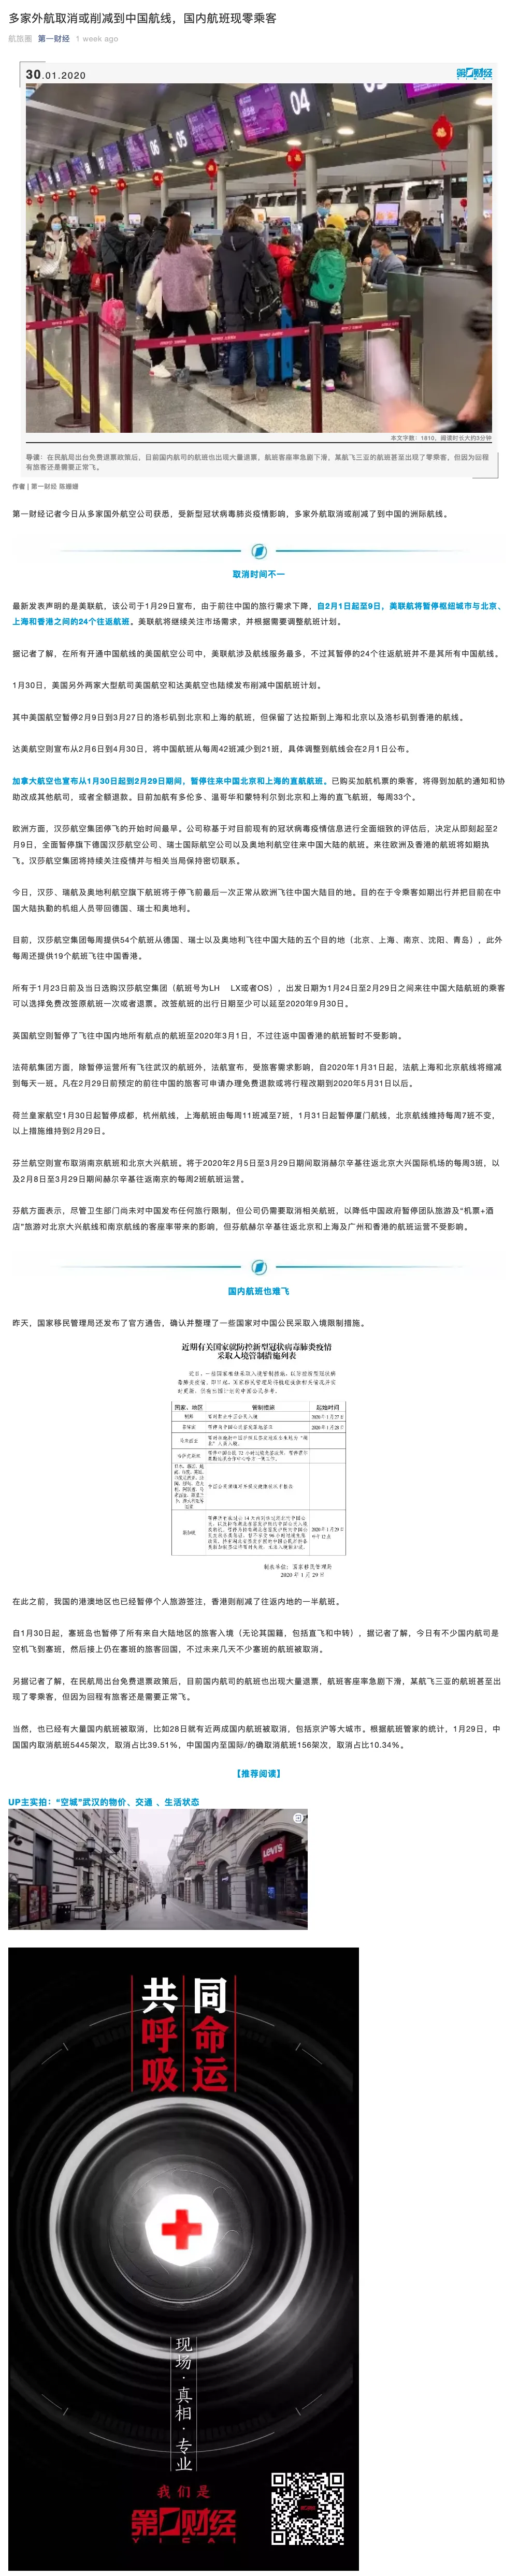 多家外航取消或削减到中国航线，国内航班现零乘客
航旅圈 第一财经 1 week ago
30.01.2020
第一财经
YICAI
04
05
06
03
本文字数：1810，阅读时长大约3分钟
导读：在民航局出台免费退票政策后，目前国内航司的航班也出现大量退票，航班客座率急剧下滑，某航飞三亚的航班甚至出现了零乘客，但因为回程
有旅客还是需要正常飞。
作者 | 第一财经 陈姗姗
第一财经记者今日从多家国外航空公司获悉，受新型冠状病毒肺炎疫情影响，多家外航取消或削减了到中国的洲际航线。
取消时间不一
最新发表声明的是美联航，该公司于1月29日宣布，由于前往中国的旅行需求下降，自2月1日起至9日，美联航将暂停枢纽城市与北京、
上海和香港之间的24个往返航班。美联航将继续关注市场需求，并根据需要调整航班计划。
据记者了解，在所有开通中国航线的美国航空公司中，美联航涉及航线服务最多，不过其暂停的24个往返航班并不是其所有中国航线。
1月30日，美国另外两家大型航司美国航空和达美航空也陆续发布削减中国航班计划。
其中美国航空暂停2月9日到3月27日的洛杉矶到北京和上海的航班，但保留了达拉斯到上海和北京以及洛杉矶到香港的航线。
达美航空则宣布从2月6日到4月30日，将中国航班从每周42班减少到21班，具体调整到航线会在2月1日公布。
加拿大航空也宣布从1月30日起到2月29日期间，暂停往来中国北京和上海的直航航班。已购买加航机票的乘客，将得到加航的通知和协
助改成其他航司，或者全额退款。目前加航有多伦多、温哥华和蒙特利尔到北京和上海的直飞航班，每周33个。
欧洲方面，汉莎航空集团停飞的开始时间最早。公司称基于对目前现有的冠状病毒疫情信息进行全面细致的评估后，决定从即刻起至2
月9日，全面暂停旗下德国汉莎航空公司、瑞士国际航空公司以及奥地利航空往来中国大陆的航班。来往欧洲及香港的航班将如期执
飞。汉莎航空集团将持续关注疫情并与相关当局保持密切联系。
今日，汉莎、瑞航及奥地利航空旗下航班将于停飞前最后一次正常从欧洲飞往中国大陆目的地。目的在于令乘客如期出行并把目前在中
国大陆执勤的机组人员带回德国、瑞士和奥地利。
目前，汉莎航空集团每周提供54个航班从德国、瑞士以及奥地利飞往中国大陆的五个目的地（北京、上海、南京、沈阳、青岛），此外
每周还提供19个航班飞往中国香港。
所有于1月23日前及当日选购汉莎航空集团（航班号为LH LX或者OS），出发日期为1月24日至2月29日之间来往中国大陆航班的乘客
可以选择免费改签原航班一次或者退票。改签航班的出行日期至少可以延至2020年9月30日。
英国航空则暂停了飞往中国内地所有航点的航班至2020年3月1日，不过往返中国香港的航班暂时不受影响。
法荷航集团方面，除暂停运营所有飞往武汉的航班外，法航宣布，受旅客需求影响，自2020年1月31日起，法航上海和北京航线将缩减
到每天一班。凡在2月29日前预定的前往中国的旅客可申请办理免费退款或将行程改期到2020年5月31日以后。
荷兰皇家航空1月30日起暂停成都，杭州航线，上海航班由每周11班减至7班，1月31日起暂停厦门航线，北京航线维持每周7班不变，
以上措施维持到2月29日。
芬兰航空则宣布取消南京航班和北京大兴航班。将于2020年2月5日至3月29日期间取消赫尔辛基往返北京大兴国际机场的每周3班，以
及2月8日至3月29日期间赫尔辛基往返南京的每周2班航班运营。
芬航方面表示，尽管卫生部门尚未对中国发布任何旅行限制，但公司仍需要取消相关航班，以降低中国政府暂停团队旅游及“机票+酒
店”旅游对北京大兴航线和南京航线的客座率带来的影响，但芬航赫尔辛基往返北京和上海及广州和香港的航班运营不受影响。
国内航班也难飞
昨天，国家移民管理局还发布了官方通告，确认并整理了一些国家对中国公民采取入境限制措施。
近期有关国家就防控新型冠状病毒肺炎疫情
采取入境管制措施列表
国家、地区 管制措施 起始时间
2020年1月27日
2020年1月28日
2020年1月29日
制表单位：国家移民管理局
2020年1月29日
在此之前，我国的港澳地区也已经暂停个人旅游签注，香港则削减了往返内地的一半航班。
自1月30日起，塞班岛也暂停了所有来自大陆地区的旅客入境（无论其国籍，包括直飞和中转），据记者了解，今日有不少国内航司是
空机飞到塞班，然后接上仍在塞班的旅客回国，不过未来几天不少塞班的航班被取消。
另据记者了解，在民航局出台免费退票政策后，目前国内航司的航班也出现大量退票，航班客座率急剧下滑，某航飞三亚的航班甚至出
现了零乘客，但因为回程有旅客还是需要正常飞。
当然，也已经有大量国内航班被取消，比如28日就有近两成国内航班被取消，包括京沪等大城市。根据航班管家的统计，1月29日，中
国国内取消航班5445架次，取消占比39.51%，中国国内至国际/的确取消航班156架次，取消占比10.34%。
【推荐阅读】
UP主实拍：“空城”武汉的物价、交通 、生活状态
LEVI'S
共同
呼命
吸运
现场·真相·专业
我们是
第一财经
YICAI